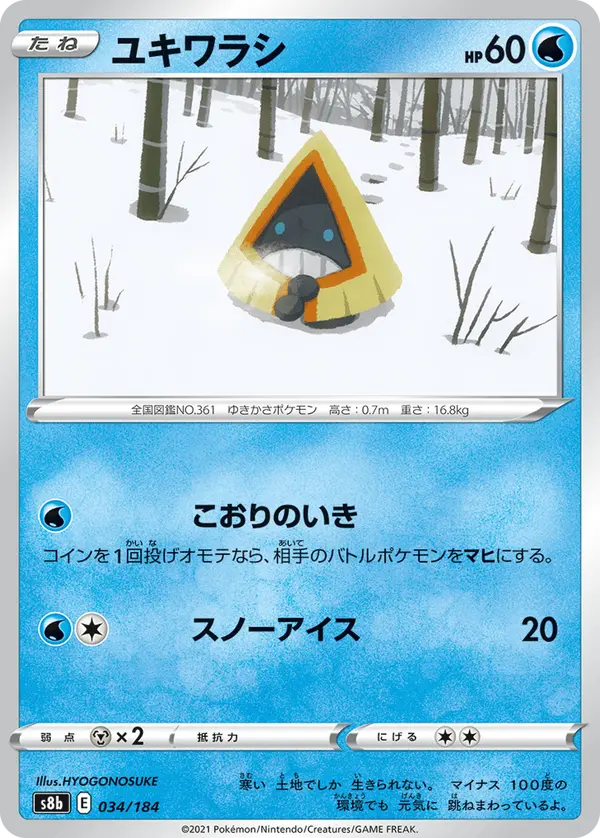 たね ユキワラシ HP60
全国図鑑NO.361 ゆきかさポケモン 高さ:0.7m 重さ:16.8kg
こおりのいき
コインを1回投げオモテなら、相手のバトルポケモンをマヒにする。
スノーアイス 20
弱点 ×2 抵抗力 にげる
Illus.HYOGONOSUKE
s8b E 034/184
寒い 土地でしか 生きられない。 マイナス 100度の
環境でも 元気に 跳ねまわっているよ。
©2021 Pokémon/Nintendo/Creatures/GAME FREAK.